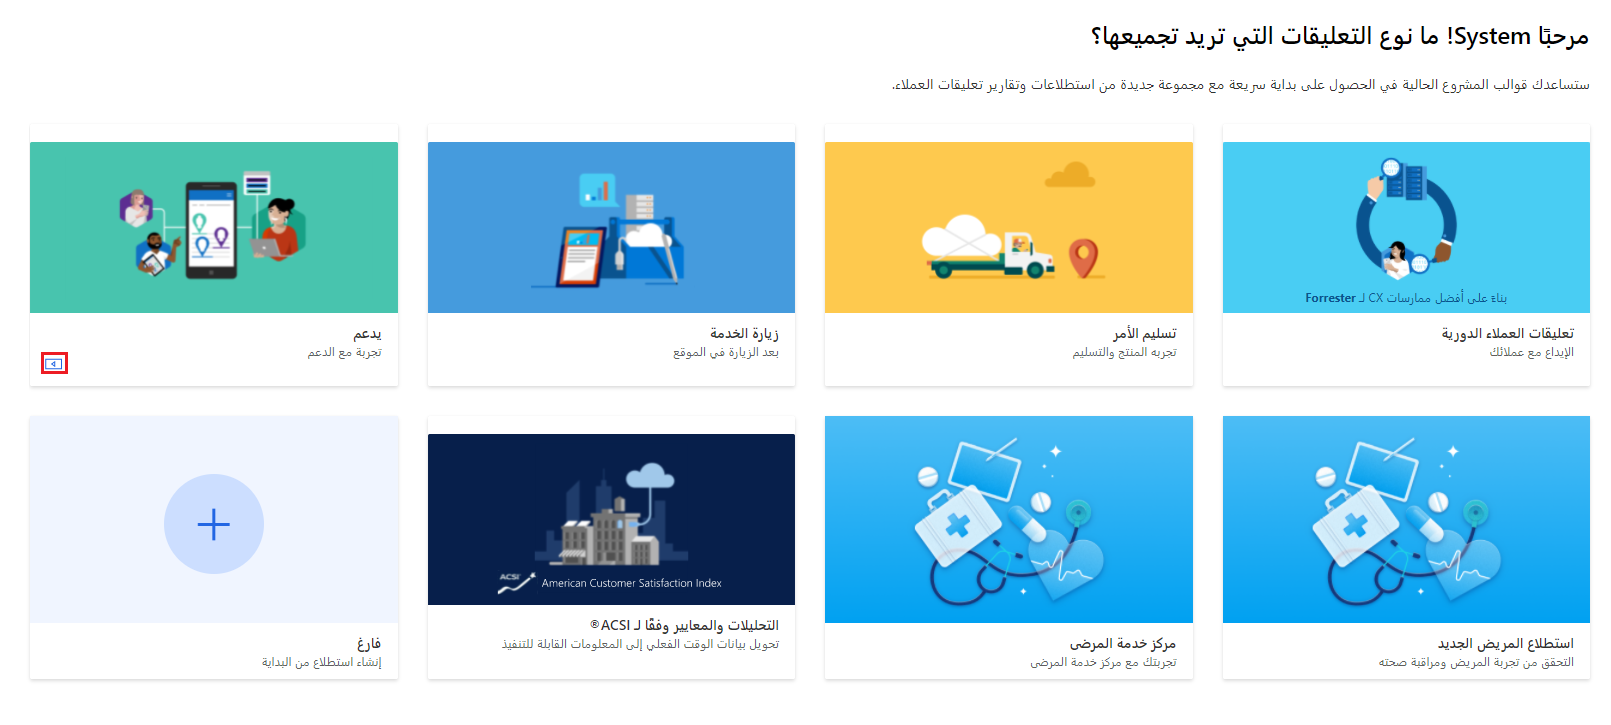 مرحبًا System! ما نوع التعليقات التي تريد تجميعها؟
ستساعدك قوالب المشروع الحالية في الحصول على بداية سريعة مع مجموعة جديدة من استطلاعات وتقارير تعليقات العملاء.
بناءً على أفضل ممارسات CX لـ Forrester
تعليقات العملاء الدورية
الإيداع مع عملائك
تسليم الأمر
تجربه المنتج والتسليم
زيارة الخدمة
بعد الزيارة في الموقع
يدعم
تجربة مع الدعم
استطلاع المريض الجديد
التحقق من تجربة المريض ومراقبة صحته
مركز خدمة المرضى
تجربتك مع مركز خدمة المرضى
ACSI
American Customer Satisfaction Index
التحليلات والمعايير وفقًا لـ ACSI®
تحويل بيانات الوقت الفعلي إلى المعلومات القابلة للتنفيذ
فارغ
إنشاء استطلاع من البداية